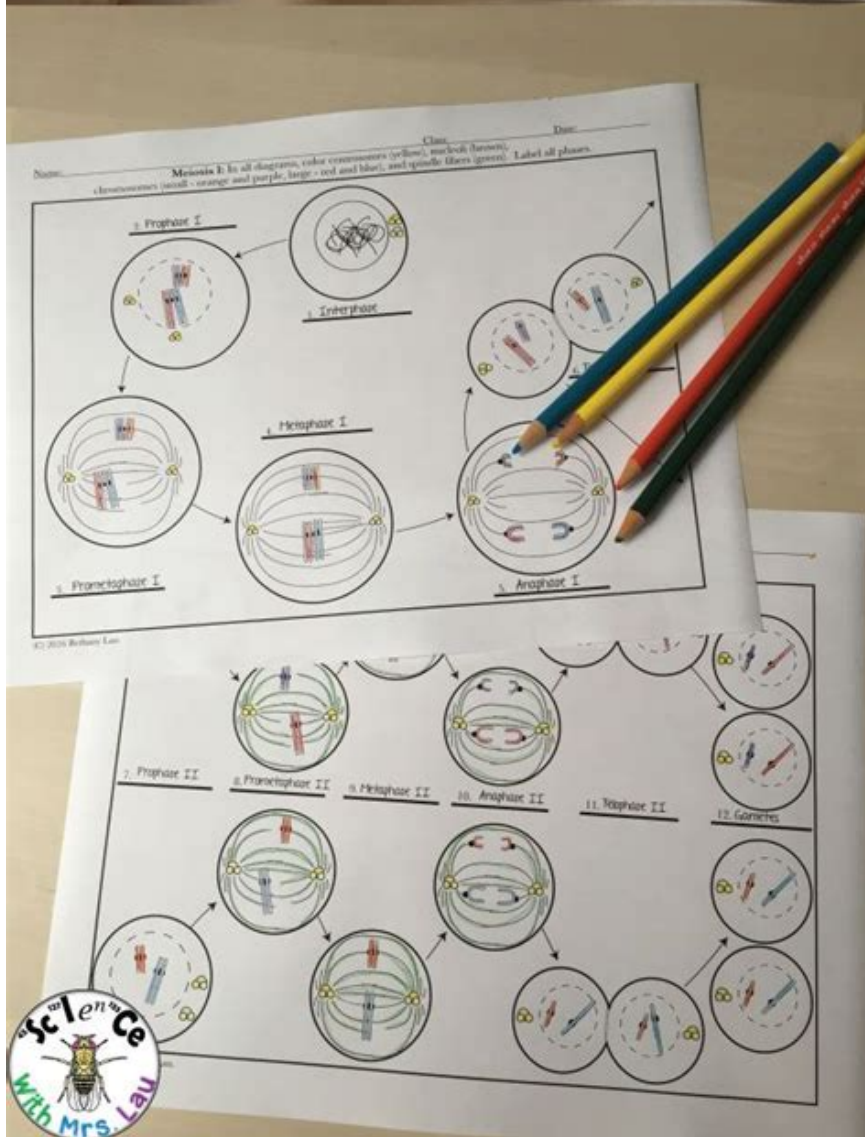 Name: Class Date:
Meiosis I: In all diagrams, color centrosomes (yellow), nucleoli (brown),
chromosomes (small - orange and purple, large - red and blue), and spindle fibers (green). Label all phases.
2. Prophase I
1. Interphase
4. Metaphase I
3. Prometaphase I
5. Anaphase I
(C) 2016 Bethany Lau
7. Prophase II
8. Prometaphase II
9. Metaphase II
10. Anaphase II
11. Telophase II
12. Gametes
Science
With Mrs. Lau